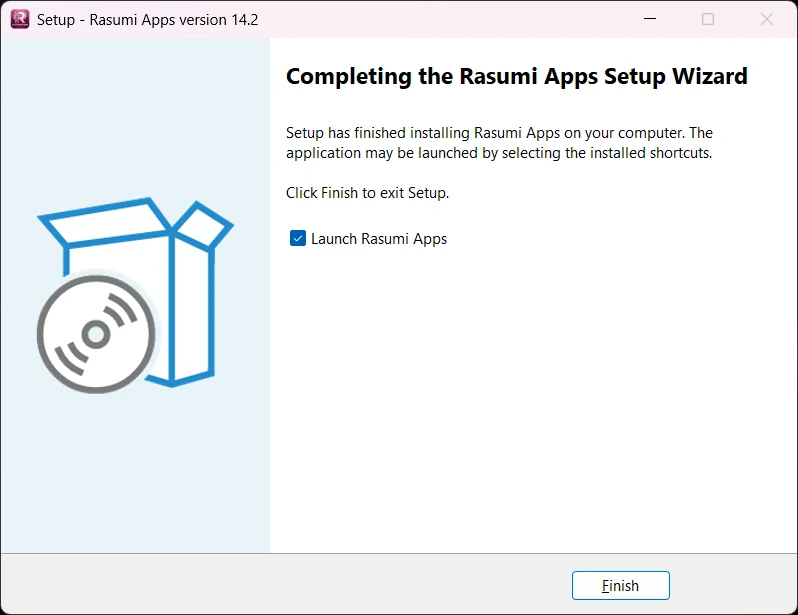 Setup - Rasumi Apps version 14.2
Completing the Rasumi Apps Setup Wizard
Setup has finished installing Rasumi Apps on your computer. The
application may be launched by selecting the installed shortcuts.
Click Finish to exit Setup.
Launch Rasumi Apps
Finish